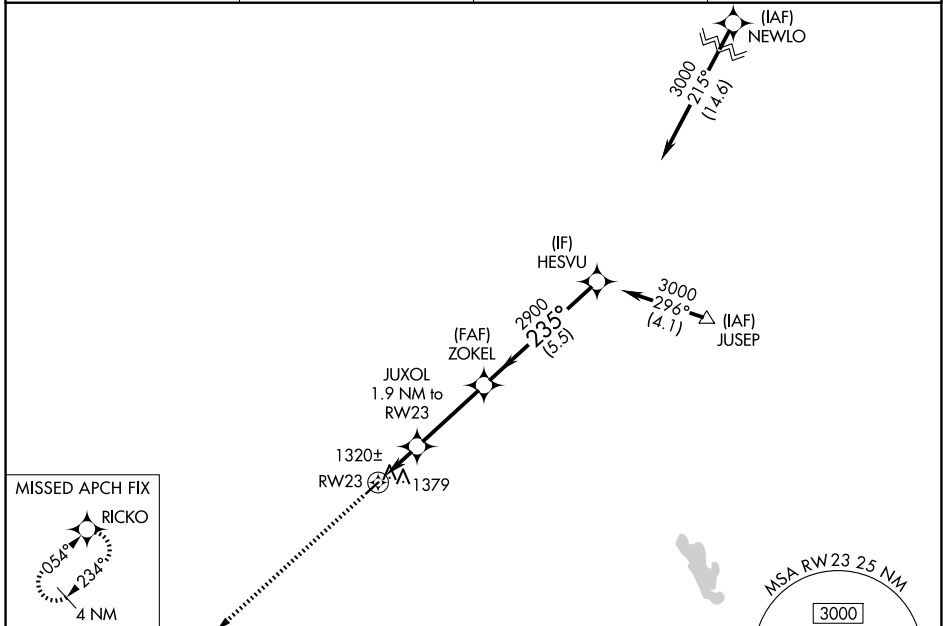 (IAF)
NEWLO
3000
215°
(14.6)
(IF)
HESVU
3000
296°
(4.1)
(IAF)
JUSEP
2900
235°
(5.5)
(FAF)
ZOKEL
JUXOL
1.9 NM to
RW23
1320±
RW23
1379
MISSED APCH FIX
RICKO
054°
234°
4 NM
MSA RW23 25 NM
3000